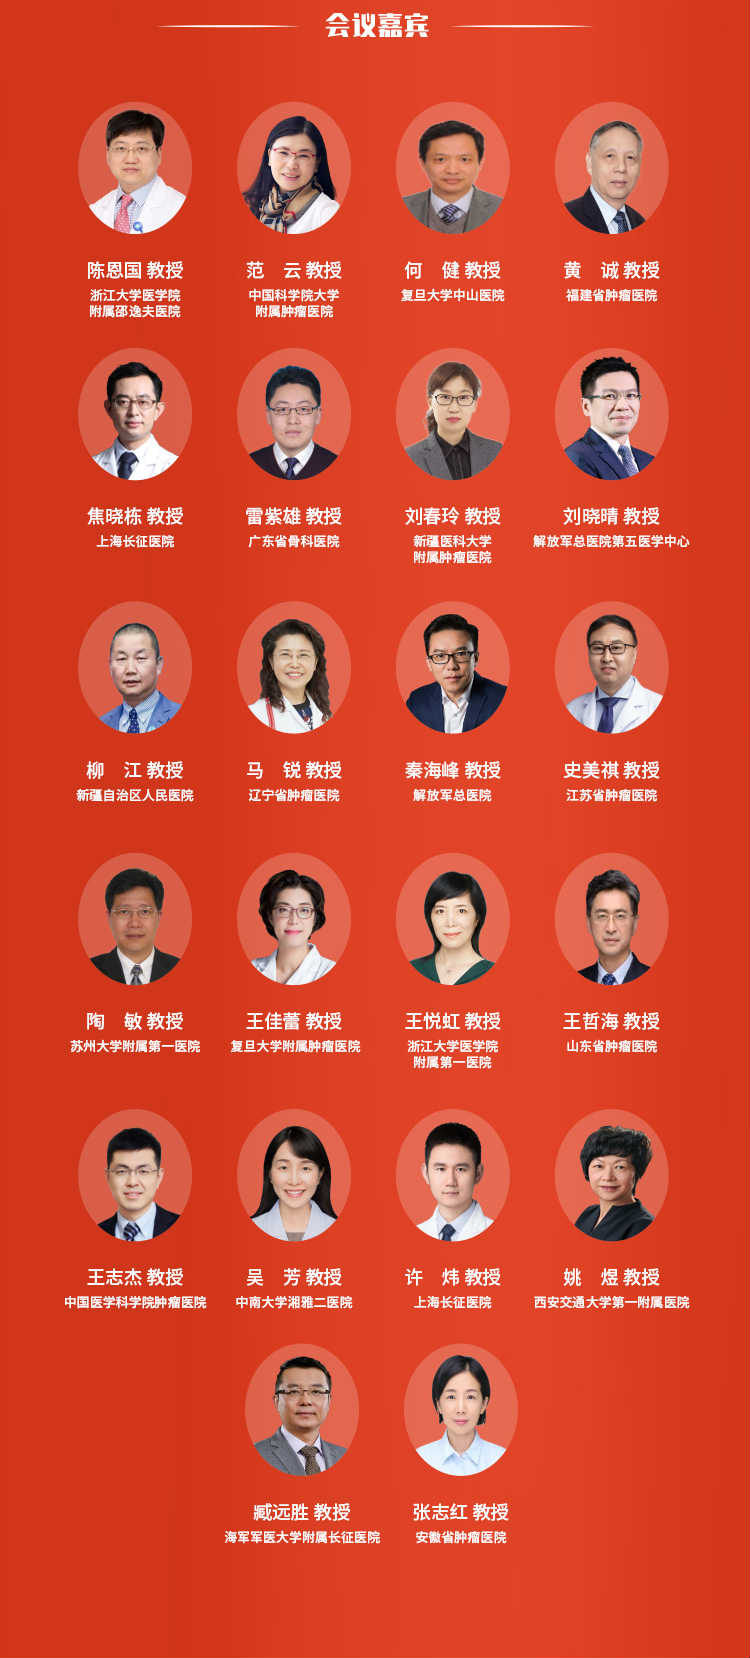 会议嘉宾
陈恩国 教授
浙江大学医学院
附属邵逸夫医院
范 云 教授
中国科学院大学
附属肿瘤医院
何 健 教授
复旦大学中山医院
黄 诚 教授
福建省肿瘤医院
焦晓栋 教授
上海长征医院
雷紫雄 教授
广东省骨科医院
刘春玲 教授
新疆医科大学
附属肿瘤医院
刘晓晴 教授
解放军总医院第五医学中心
柳 江 教授
新疆自治区人民医院
马 锐 教授
辽宁省肿瘤医院
秦海峰 教授
解放军总医院
史美祺 教授
江苏省肿瘤医院
陶 敏 教授
苏州大学附属第一医院
王佳蕾 教授
复旦大学附属肿瘤医院
王悦虹 教授
浙江大学医学院
附属第一医院
王哲海 教授
山东省肿瘤医院
王志杰 教授
中国医学科学院肿瘤医院
吴 芳 教授
中南大学湘雅二医院
许 炜 教授
上海长征医院
姚 煜 教授
西安交通大学第一附属医院
臧远胜 教授
海军军医大学附属长征医院
张志红 教授
安徽省肿瘤医院